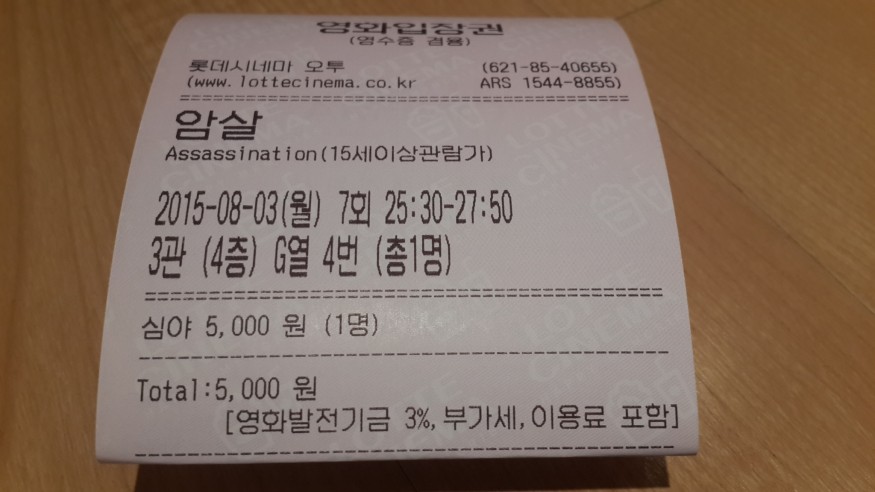 영화입장권
(영수증 겸용)
롯데시네마 오투 (621-85-40655)
(www.lottecinema.co.kr ARS 1544-8855)
암살
Assassination(15세이상관람가)
2015-08-03(월) 7회 25:30-27:50
3관 (4층) G열 4번 (총1명)
심야 5,000 원 (1명)
Total:5,000 원
[영화발전기금 3%,부가세,이용료 포함]